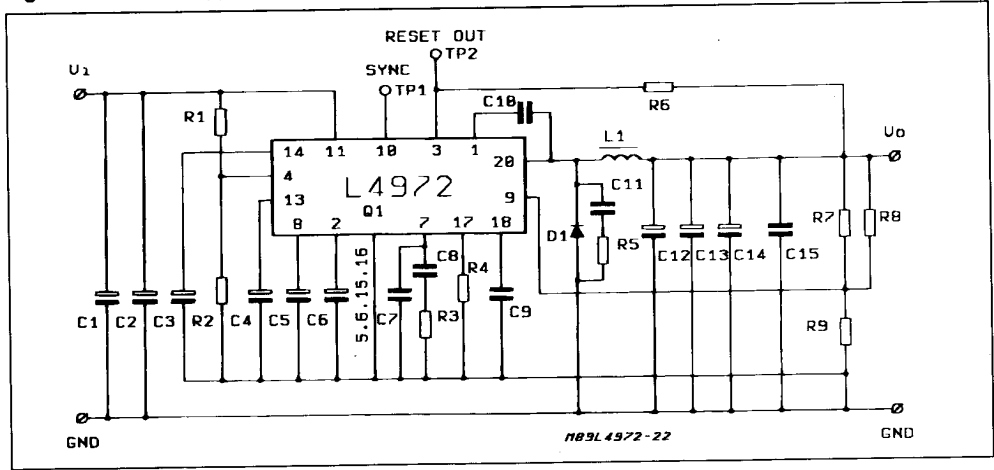 RESET OUT
TP2
Ui
SYNC
TP1
C10
R6
R1
14
11
10
3
1
20
L1
Uo
4
L4972
13
Q1
9
C11
8
2
7
17
18
D1
R5
R7
R8
C8
R4
C12
C13
C14
C15
5.6.15.16
C1
C2
C3
R2
C4
C5
C6
C7
R3
C9
R9
GND
M89L4972-22
GND